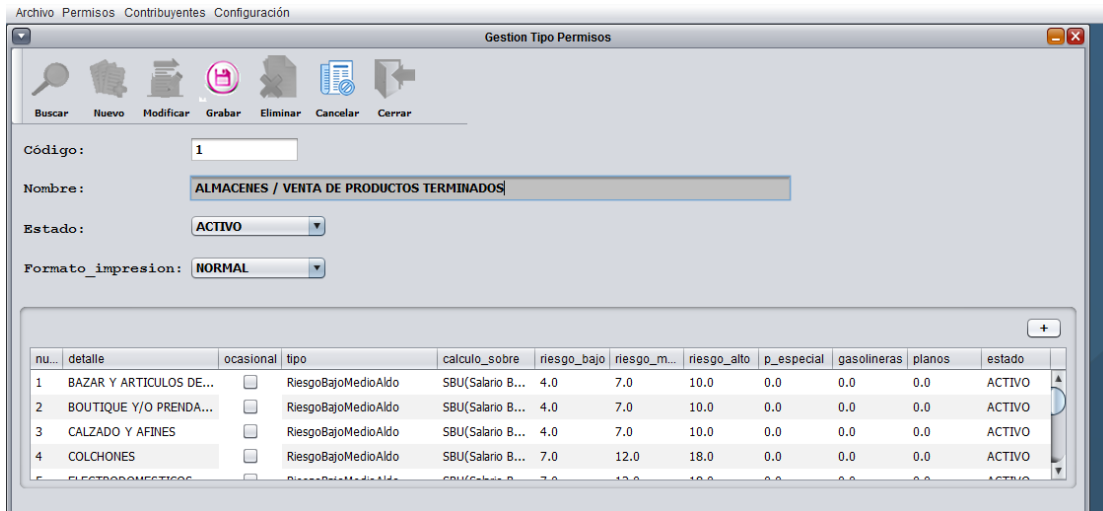 Archivo Permisos Contribuyentes Configuración
Gestion Tipo Permisos
Buscar Nuevo Modificar Grabar Eliminar Cancelar Cerrar
Código: 1
Nombre: ALMACENES / VENTA DE PRODUCTOS TERMINADOS
Estado: ACTIVO
Formato_impresion: NORMAL
+
nu... detalle ocasional tipo calculo_sobre riesgo_bajo riesgo_m... riesgo_alto p_especial gasolineras planos estado
1 BAZAR Y ARTICULOS DE... RiesgoBajoMedioAldo SBU(Salario B... 4.0 7.0 10.0 0.0 0.0 0.0 ACTIVO
2 BOUTIQUE Y/O PRENDA... RiesgoBajoMedioAldo SBU(Salario B... 4.0 7.0 10.0 0.0 0.0 0.0 ACTIVO
3 CALZADO Y AFINES RiesgoBajoMedioAldo SBU(Salario B... 4.0 7.0 10.0 0.0 0.0 0.0 ACTIVO
4 COLCHONES RiesgoBajoMedioAldo SBU(Salario B... 7.0 12.0 18.0 0.0 0.0 0.0 ACTIVO